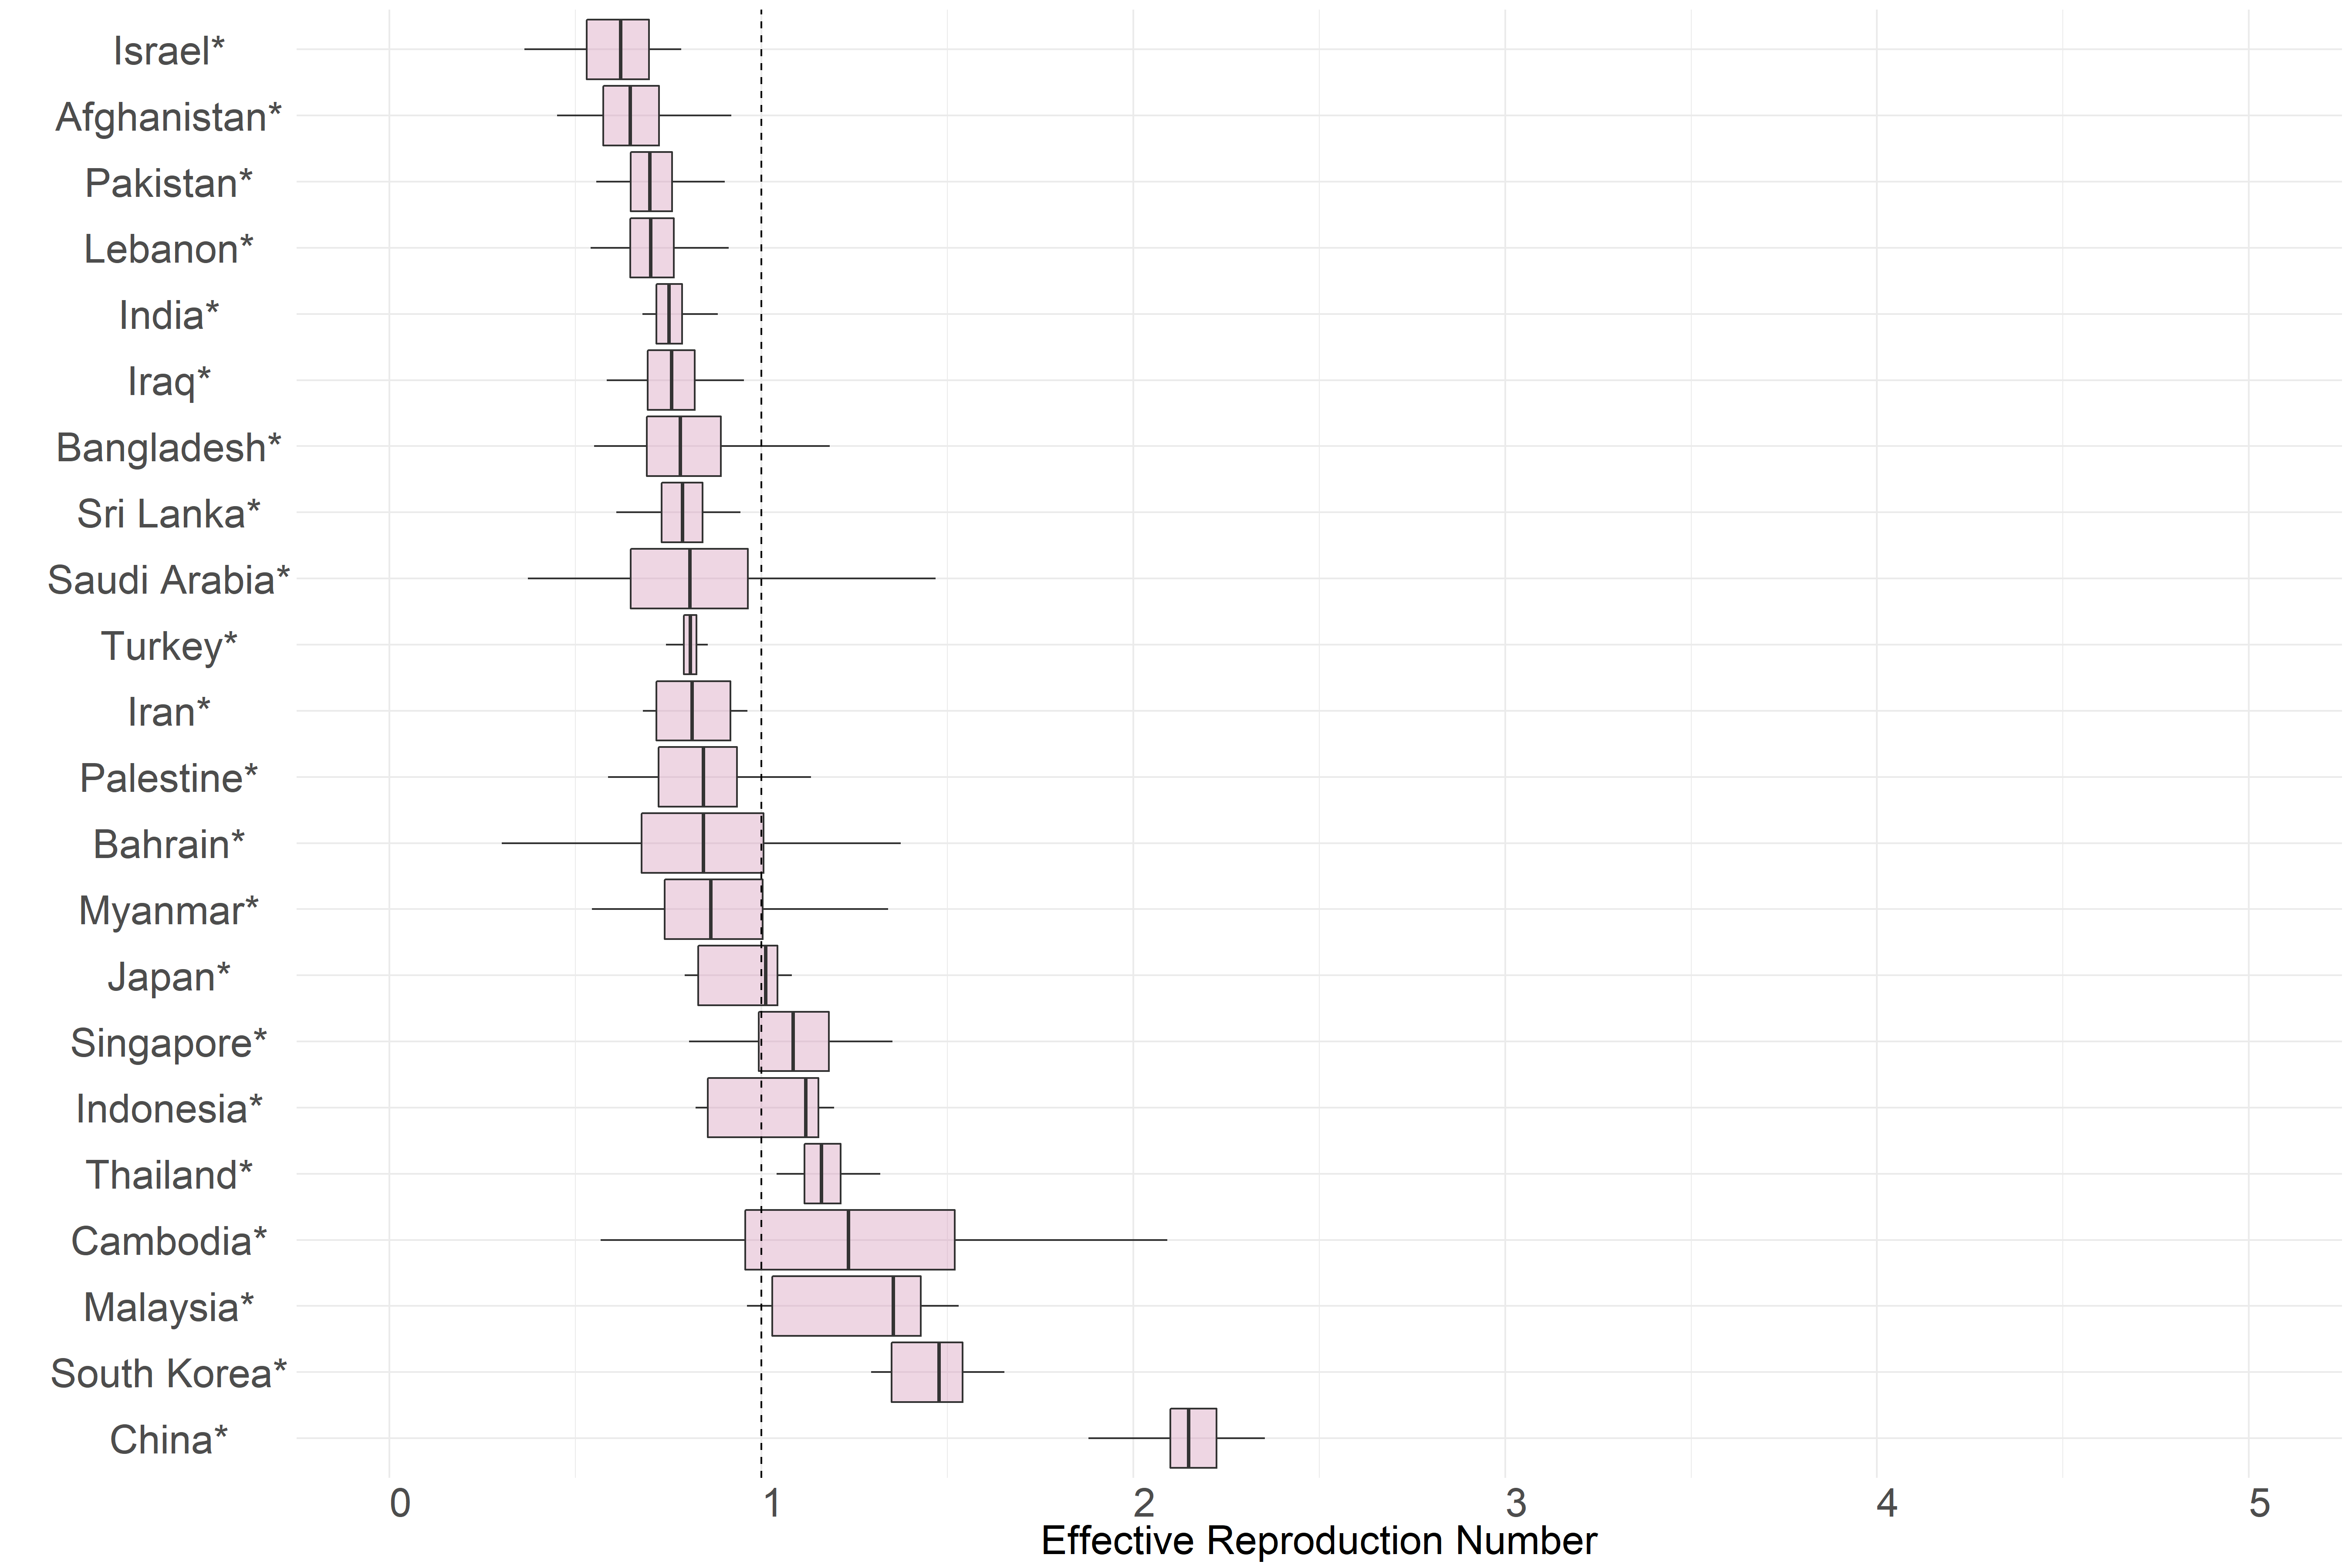 Israel*
Afghanistan*
Pakistan*
Lebanon*
India*
Iraq*
Bangladesh*
Sri Lanka*
Saudi Arabia*
Turkey*
Iran*
Palestine*
Bahrain*
Myanmar*
Japan*
Singapore*
Indonesia*
Thailand*
Cambodia*
Malaysia*
South Korea*
China*
0 1 2 3 4 5
Effective Reproduction Number